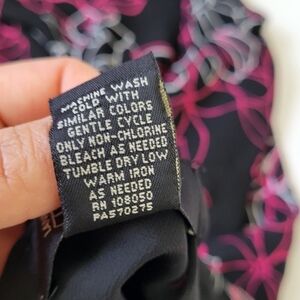 MACHINE WASH
COLD WITH
SIMILAR COLORS
GENTLE CYCLE
ONLY NON-CHLORINE
BLEACH AS NEEDED
TUMBLE DRY LOW
WARM IRON
AS NEEDED
RN 108050
PA570275